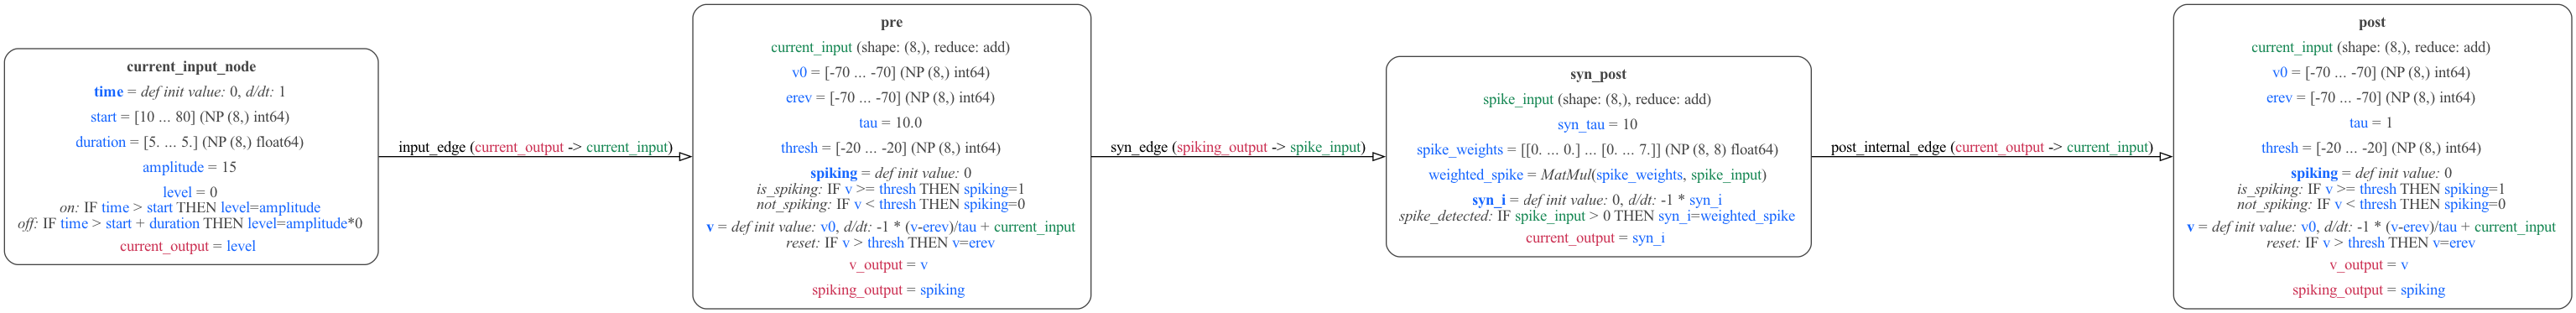 current_input_node
time = def init value: 0, d/dt: 1
start = [10 ... 80] (NP (8,) int64)
duration = [5. ... 5.] (NP (8,) float64)
amplitude = 15
level = 0
on: IF time > start THEN level=amplitude
off: IF time > start + duration THEN level=amplitude*0
current_output = level
input_edge (current_output -> current_input)
pre
current_input (shape: (8,), reduce: add)
v0 = [-70 ... -70] (NP (8,) int64)
erev = [-70 ... -70] (NP (8,) int64)
tau = 10.0
thresh = [-20 ... -20] (NP (8,) int64)
spiking = def init value: 0
is_spiking: IF v >= thresh THEN spiking=1
not_spiking: IF v < thresh THEN spiking=0
v = def init value: v0, d/dt: -1 * (v-erev)/tau + current_input
reset: IF v > thresh THEN v=erev
v_output = v
spiking_output = spiking
syn_edge (spiking_output -> spike_input)
syn_post
spike_input (shape: (8,), reduce: add)
syn_tau = 10
spike_weights = [[0. ... 0.] ... [0. ... 7.]] (NP (8, 8) float64)
weighted_spike = MatMul(spike_weights, spike_input)
syn_i = def init value: 0, d/dt: -1 * syn_i
spike_detected: IF spike_input > 0 THEN syn_i=weighted_spike
current_output = syn_i
post_internal_edge (current_output -> current_input)
post
current_input (shape: (8,), reduce: add)
v0 = [-70 ... -70] (NP (8,) int64)
erev = [-70 ... -70] (NP (8,) int64)
tau = 1
thresh = [-20 ... -20] (NP (8,) int64)
spiking = def init value: 0
is_spiking: IF v >= thresh THEN spiking=1
not_spiking: IF v < thresh THEN spiking=0
v = def init value: v0, d/dt: -1 * (v-erev)/tau + current_input
reset: IF v > thresh THEN v=erev
v_output = v
spiking_output = spiking